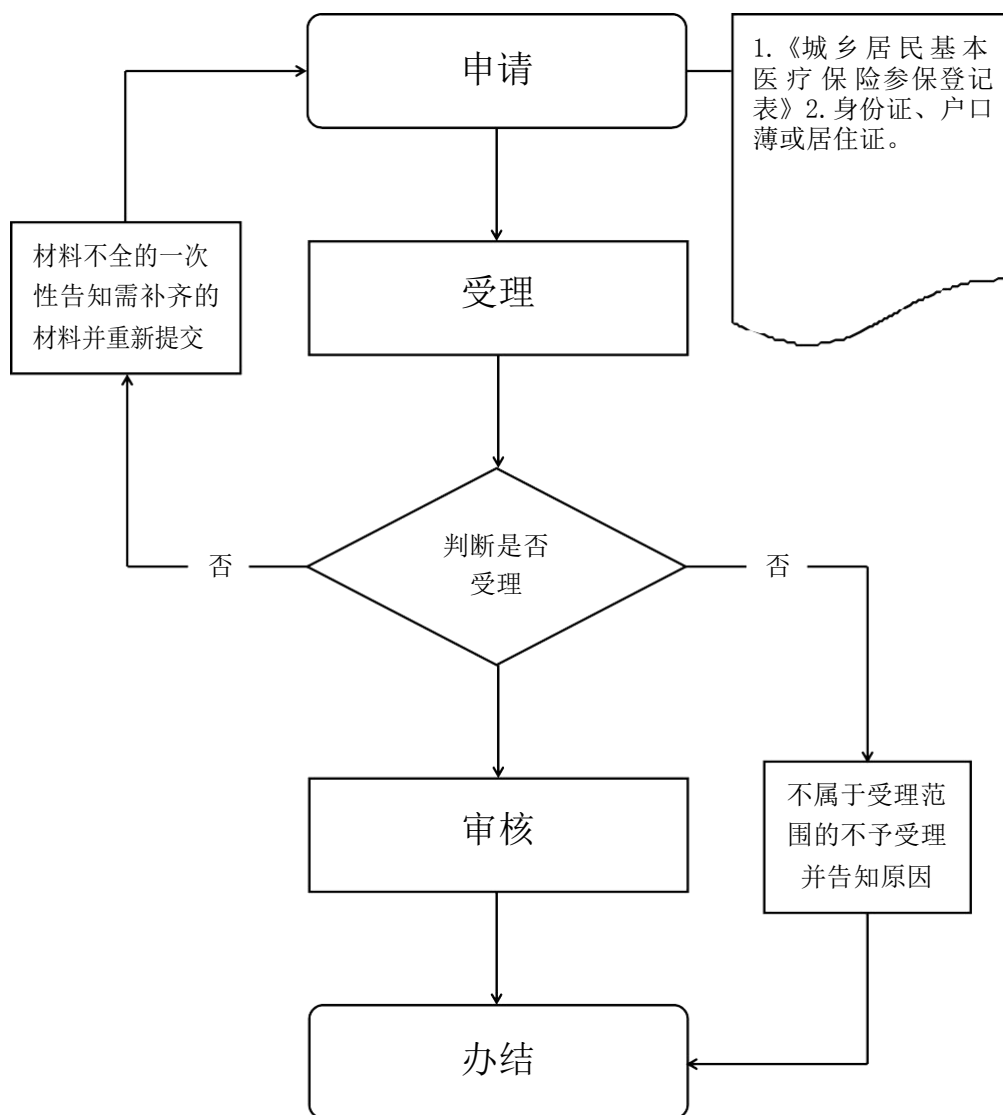 申请
1.《城乡居民基本
医疗保险参保登记
表》2.身份证、户口
薄或居住证。
材料不全的一次
性告知需补齐的
材料并重新提交
受理
判断是否
受理
否
否
审核
不属于受理范
围的不予受理
并告知原因
办结